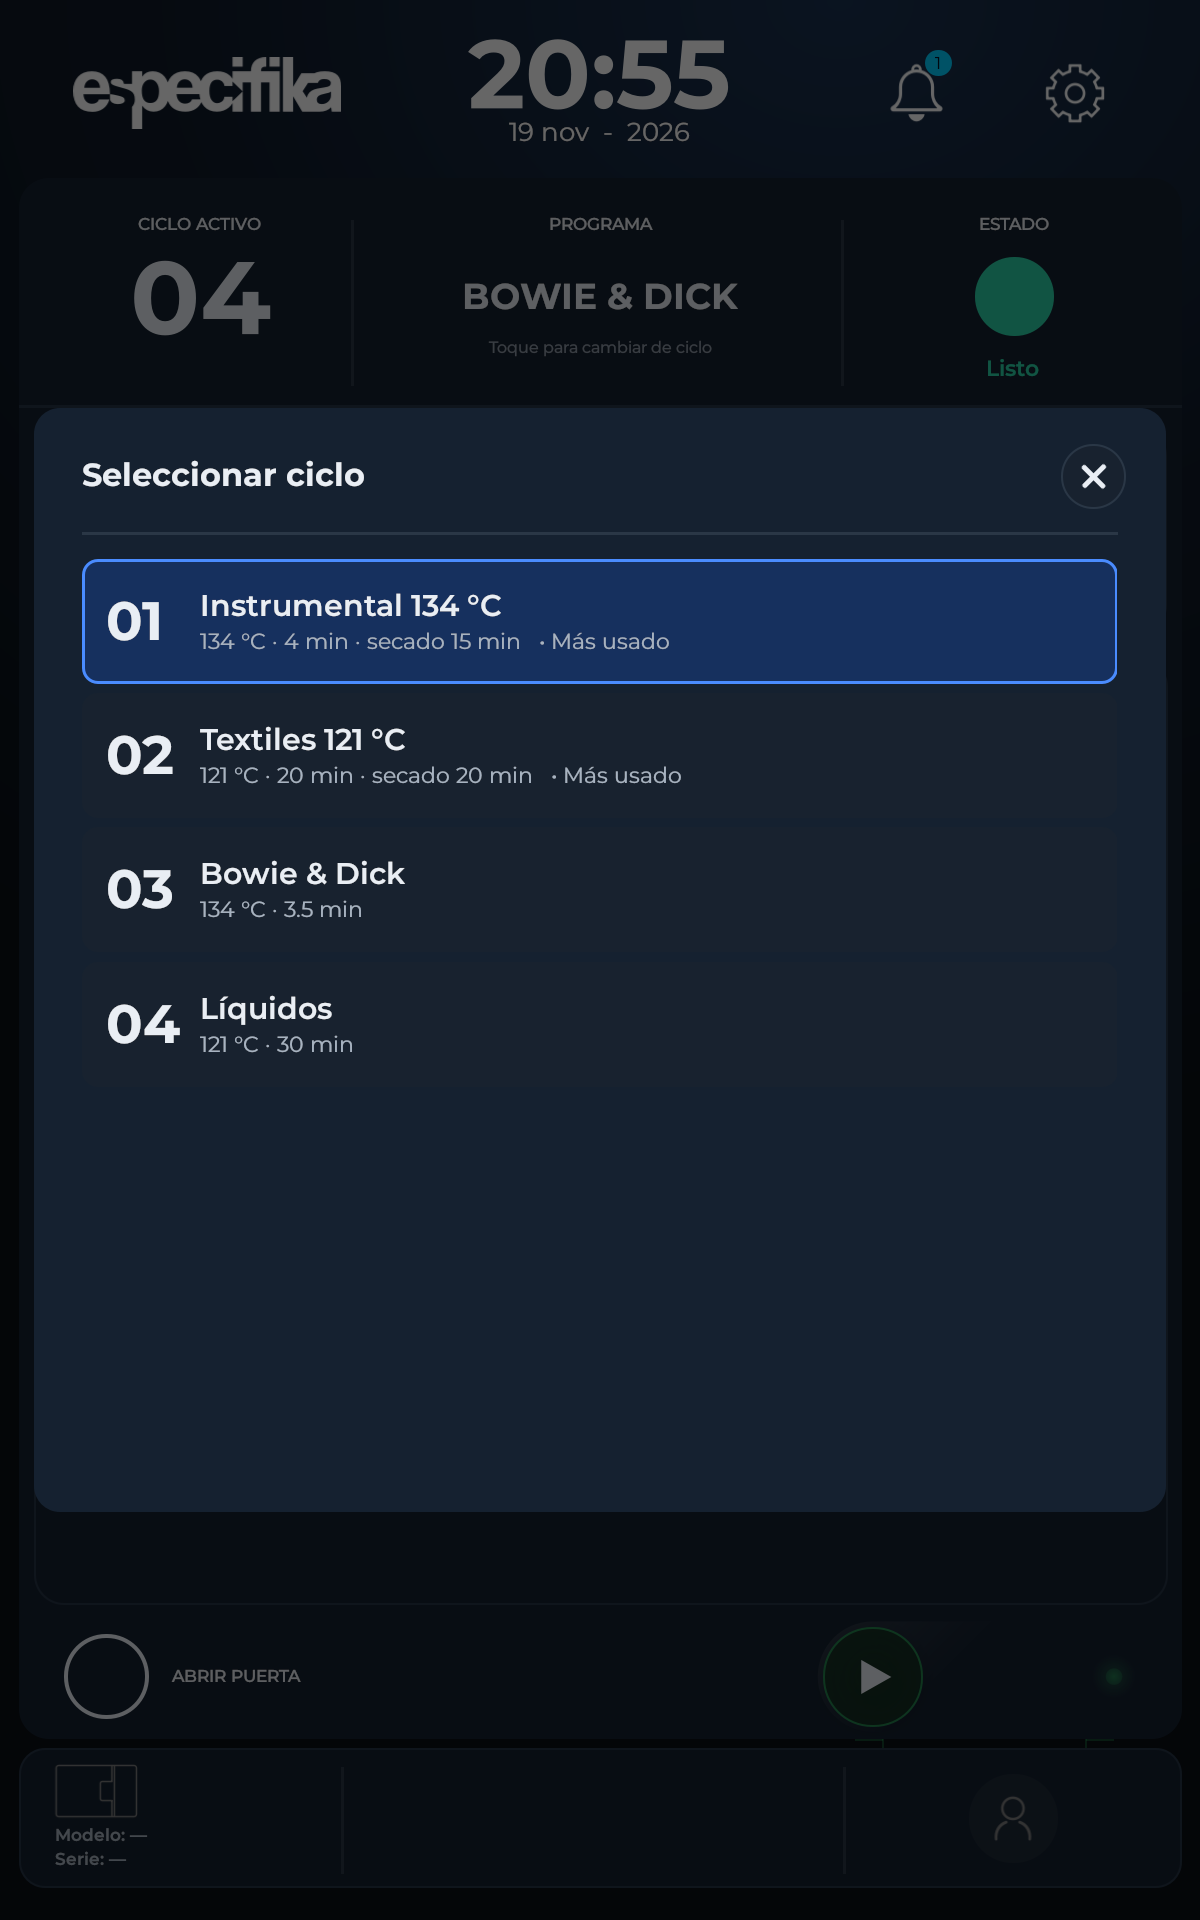 especifika
20:55
19 nov - 2026
1
CICLO ACTIVO
04
PROGRAMA
BOWIE & DICK
Toque para cambiar de ciclo
ESTADO
Listo
Seleccionar ciclo
01
Instrumental 134 °C
134 °C · 4 min · secado 15 min • Más usado
02
Textiles 121 °C
121 °C · 20 min · secado 20 min • Más usado
03
Bowie & Dick
134 °C · 3.5 min
04
Líquidos
121 °C · 30 min
ABRIR PUERTA
Modelo: —
Serie: —